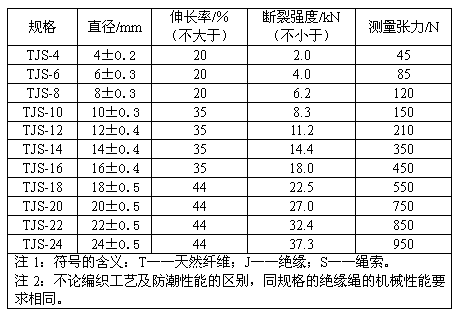 规格 直径/mm 伸长率/% 断裂强度/kN 测量张力/N
(不大于) (不小于)
TJS-4 4±0.2 20 2.0 45
TJS-6 6±0.3 20 4.0 85
TJS-8 8±0.3 20 6.2 120
TJS-10 10±0.3 35 8.3 150
TJS-12 12±0.4 35 11.2 210
TJS-14 14±0.4 35 14.4 350
TJS-16 16±0.4 35 18.0 450
TJS-18 18±0.5 44 22.5 550
TJS-20 20±0.5 44 27.0 750
TJS-22 22±0.5 44 32.4 850
TJS-24 24±0.5 44 37.3 950
注 1：符号的含义：T——天然纤维；J——绝缘；S——绳索。
注 2：不论编织工艺及防潮性能的区别，同规格的绝缘绳的机械性能要
求相同。